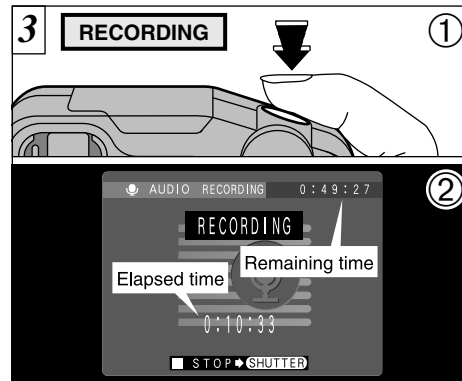 3 RECORDING ①
②
AUDIO RECORDING 0:49:27
RECORDING
Remaining time
Elapsed time
0:10:33
STOP SHUTTER